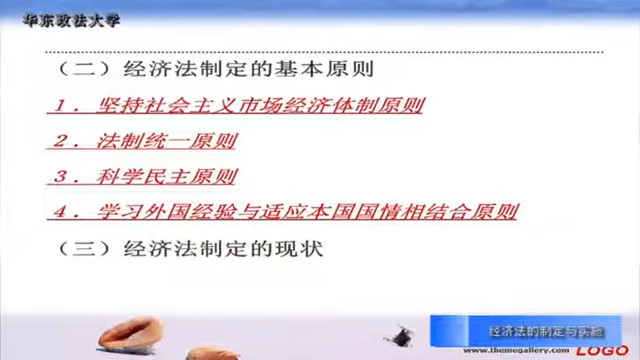 华东政法大学
（二）经济法制定的基本原则
1．坚持社会主义市场经济体制原则
2．法制统一原则
3．科学民主原则
4．学习外国经验与适应本国国情相结合原则
（三）经济法制定的现状
经济法的制定与实施
www.themegallery.com LOGO